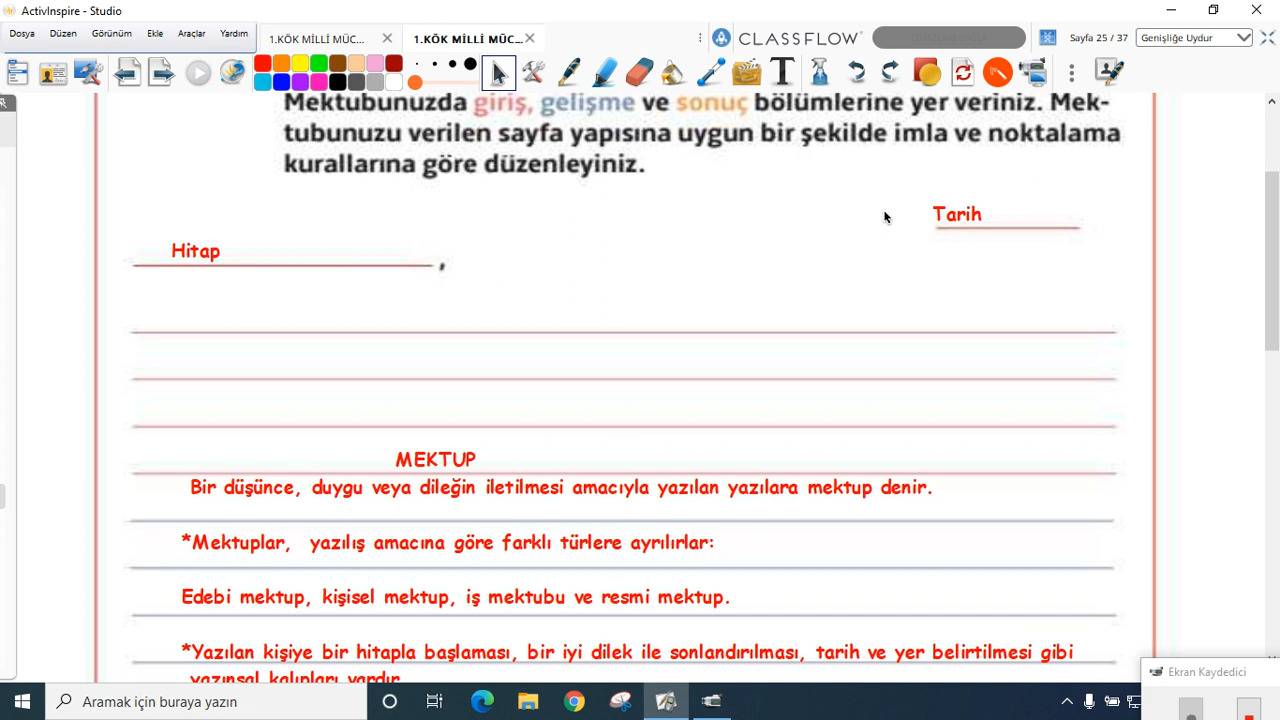 ActivInspire - Studio
Dosya Düzen Görünüm Ekle Araçlar Yardım
1.KÖK MİLLİ MÜC...
1.KÖK MİLLİ MÜC...
CLASSFLOW
Sayfa 25 / 37
Genişliğe Uydur
Mektubunuzda giriş, gelişme ve sonuç bölümlerine yer veriniz. Mek-
tubunuzu verilen sayfa yapısına uygun bir şekilde imla ve noktalama
kurallarına göre düzenleyiniz.
Tarih
Hitap
,
MEKTUP
Bir düşünce, duygu veya dileğin iletilmesi amacıyla yazılan yazılara mektup denir.
*Mektuplar, yazılış amacına göre farklı türlere ayrılırlar:
Edebi mektup, kişisel mektup, iş mektubu ve resmi mektup.
*Yazılan kişiye bir hitapla başlaması, bir iyi dilek ile sonlandırılması, tarih ve yer belirtilmesi gibi
yazınsal kalıpları vardır
Ekran Kaydedici
Aramak için buraya yazın